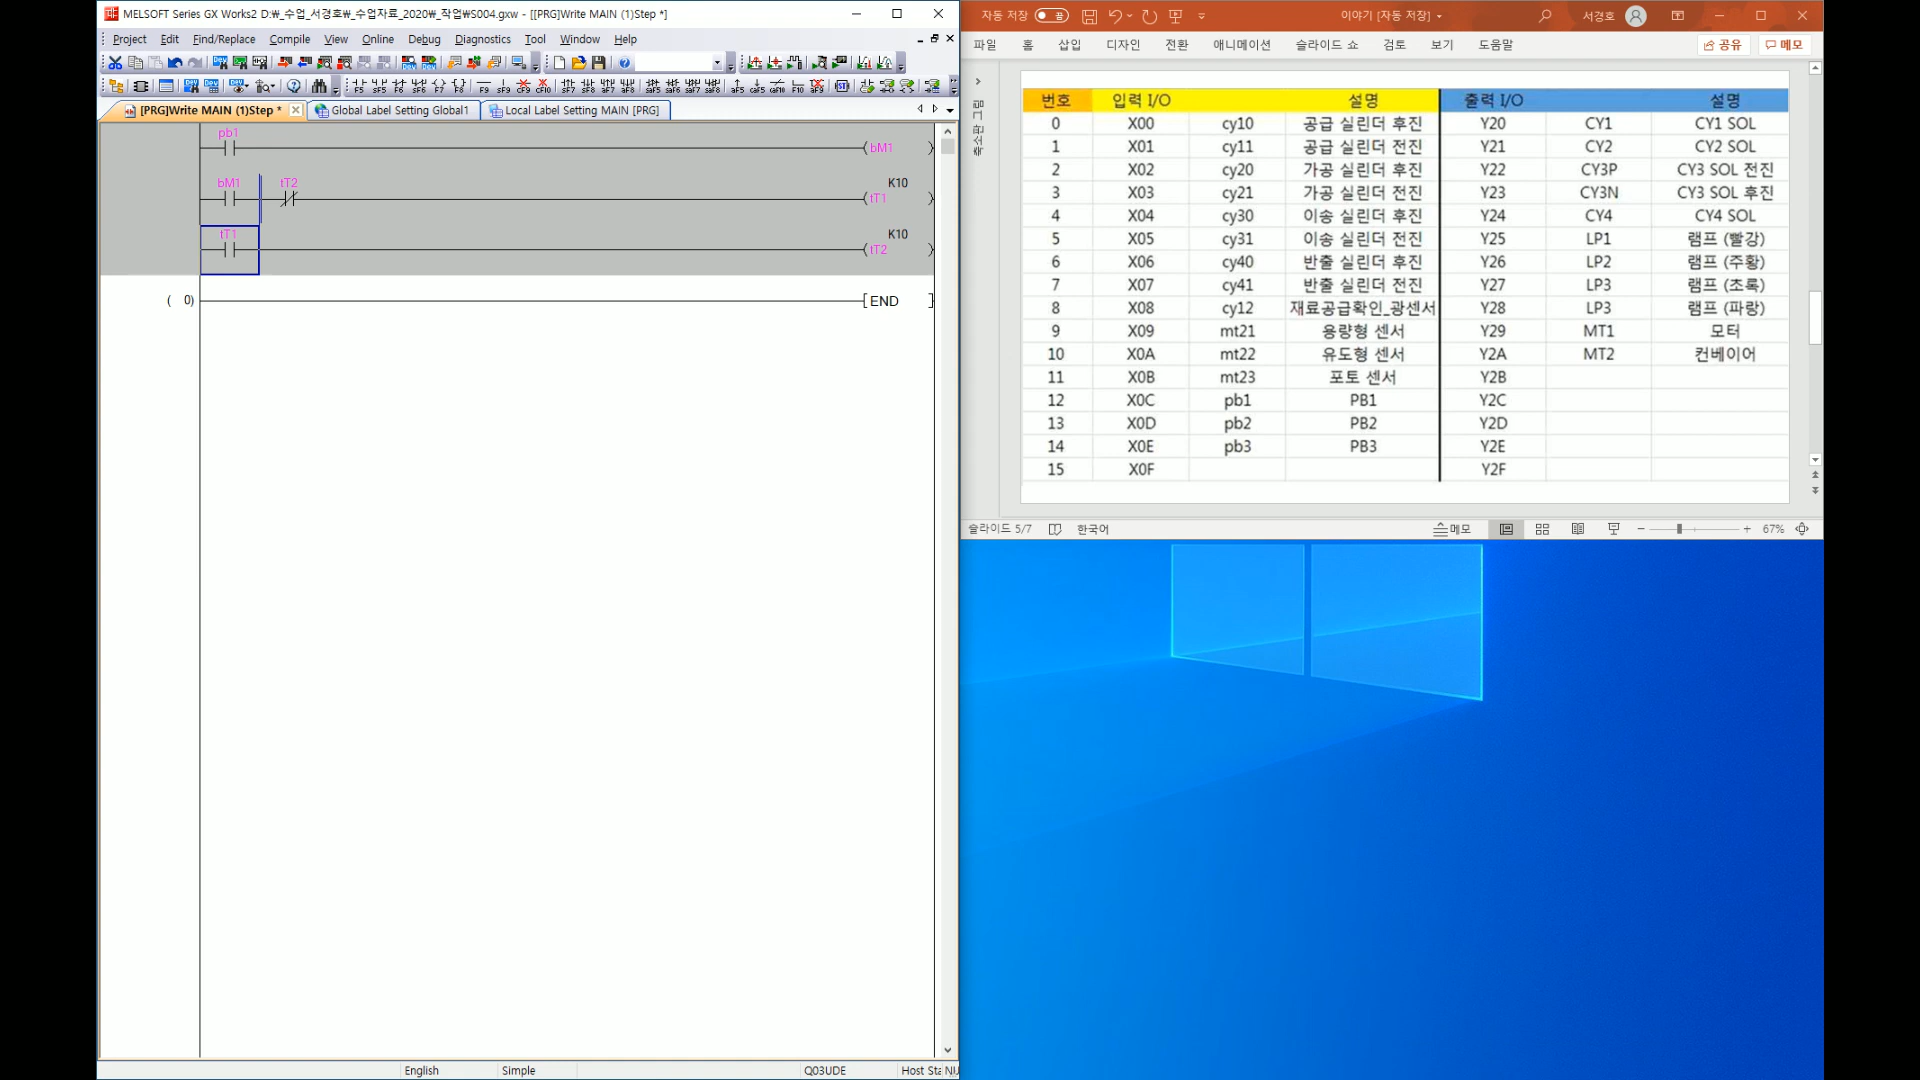 MELSOFT Series GX Works2 D:₩_수업_서경호₩_수업자료_2020₩_작업₩S004.gxw - [[PRG]Write MAIN (1)Step *]
Project Edit Find/Replace Compile View Online Debug Diagnostics Tool Window Help
[PRG]Write MAIN (1)Step * Global Label Setting Global1 Local Label Setting MAIN [PRG]
pb1
bM1
bM1 tT2 K10
tT1
tT1 K10
tT2
( 0) END
English Simple Q03UDE Host Sta
자동 저장 끔 이야기 [자동 저장] 서경호
파일 홈 삽입 디자인 전환 애니메이션 슬라이드 쇼 검토 보기 도움말 공유 메모
축소판 그림
번호 입력 I/O 설명 출력 I/O 설명
0 X00 cy10 공급 실린더 후진 Y20 CY1 CY1 SOL
1 X01 cy11 공급 실린더 전진 Y21 CY2 CY2 SOL
2 X02 cy20 가공 실린더 후진 Y22 CY3P CY3 SOL 전진
3 X03 cy21 가공 실린더 전진 Y23 CY3N CY3 SOL 후진
4 X04 cy30 이송 실린더 후진 Y24 CY4 CY4 SOL
5 X05 cy31 이송 실린더 전진 Y25 LP1 램프 (빨강)
6 X06 cy40 반출 실린더 후진 Y26 LP2 램프 (주황)
7 X07 cy41 반출 실린더 전진 Y27 LP3 램프 (초록)
8 X08 cy12 재료공급확인_광센서 Y28 LP3 램프 (파랑)
9 X09 mt21 용량형 센서 Y29 MT1 모터
10 X0A mt22 유도형 센서 Y2A MT2 컨베이어
11 X0B mt23 포토 센서 Y2B
12 X0C pb1 PB1 Y2C
13 X0D pb2 PB2 Y2D
14 X0E pb3 PB3 Y2E
15 X0F Y2F
슬라이드 5/7 한국어 메모 67%